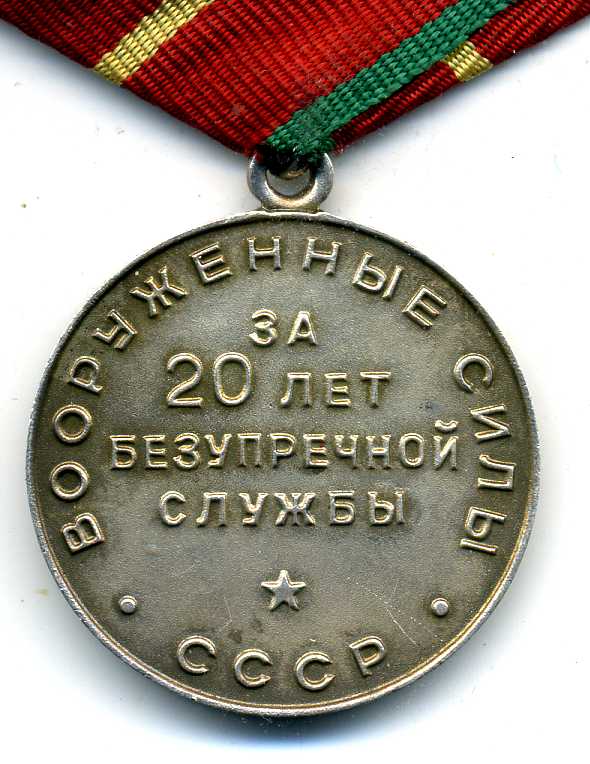 ВООРУЖЕННЫЕ СИЛЫ
ЗА
20 ЛЕТ
БЕЗУПРЕЧНОЙ
СЛУЖБЫ
СССР